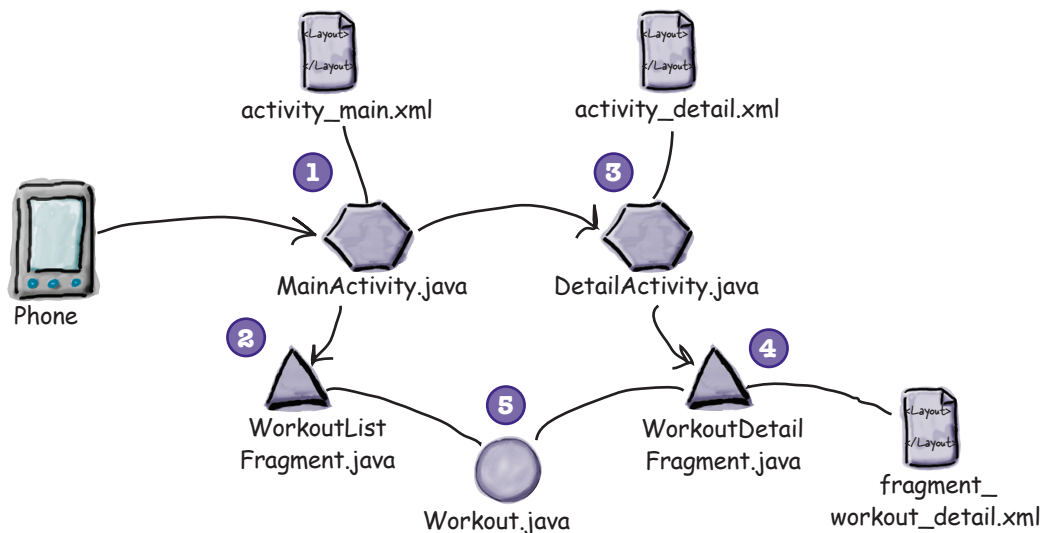 <Layout>
</Layout>
activity_main.xml
<Layout>
</Layout>
activity_detail.xml
1
3
MainActivity.java
DetailActivity.java
Phone
2
4
WorkoutList
Fragment.java
5
WorkoutDetail
Fragment.java
<Layout>
</Layout>
Workout.java
fragment_
workout_detail.xml